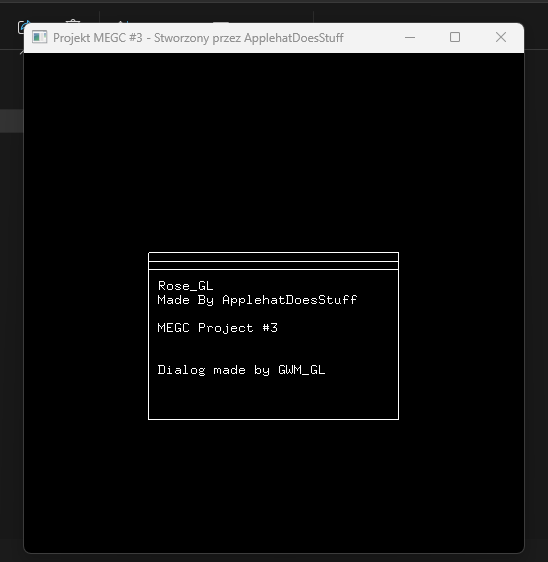 Projekt MEGC #3 - Stworzony przez ApplehatDoesStuff
Rose_GL
Made By ApplehatDoesStuff
MEGC Project #3
Dialog made by GWM_GL